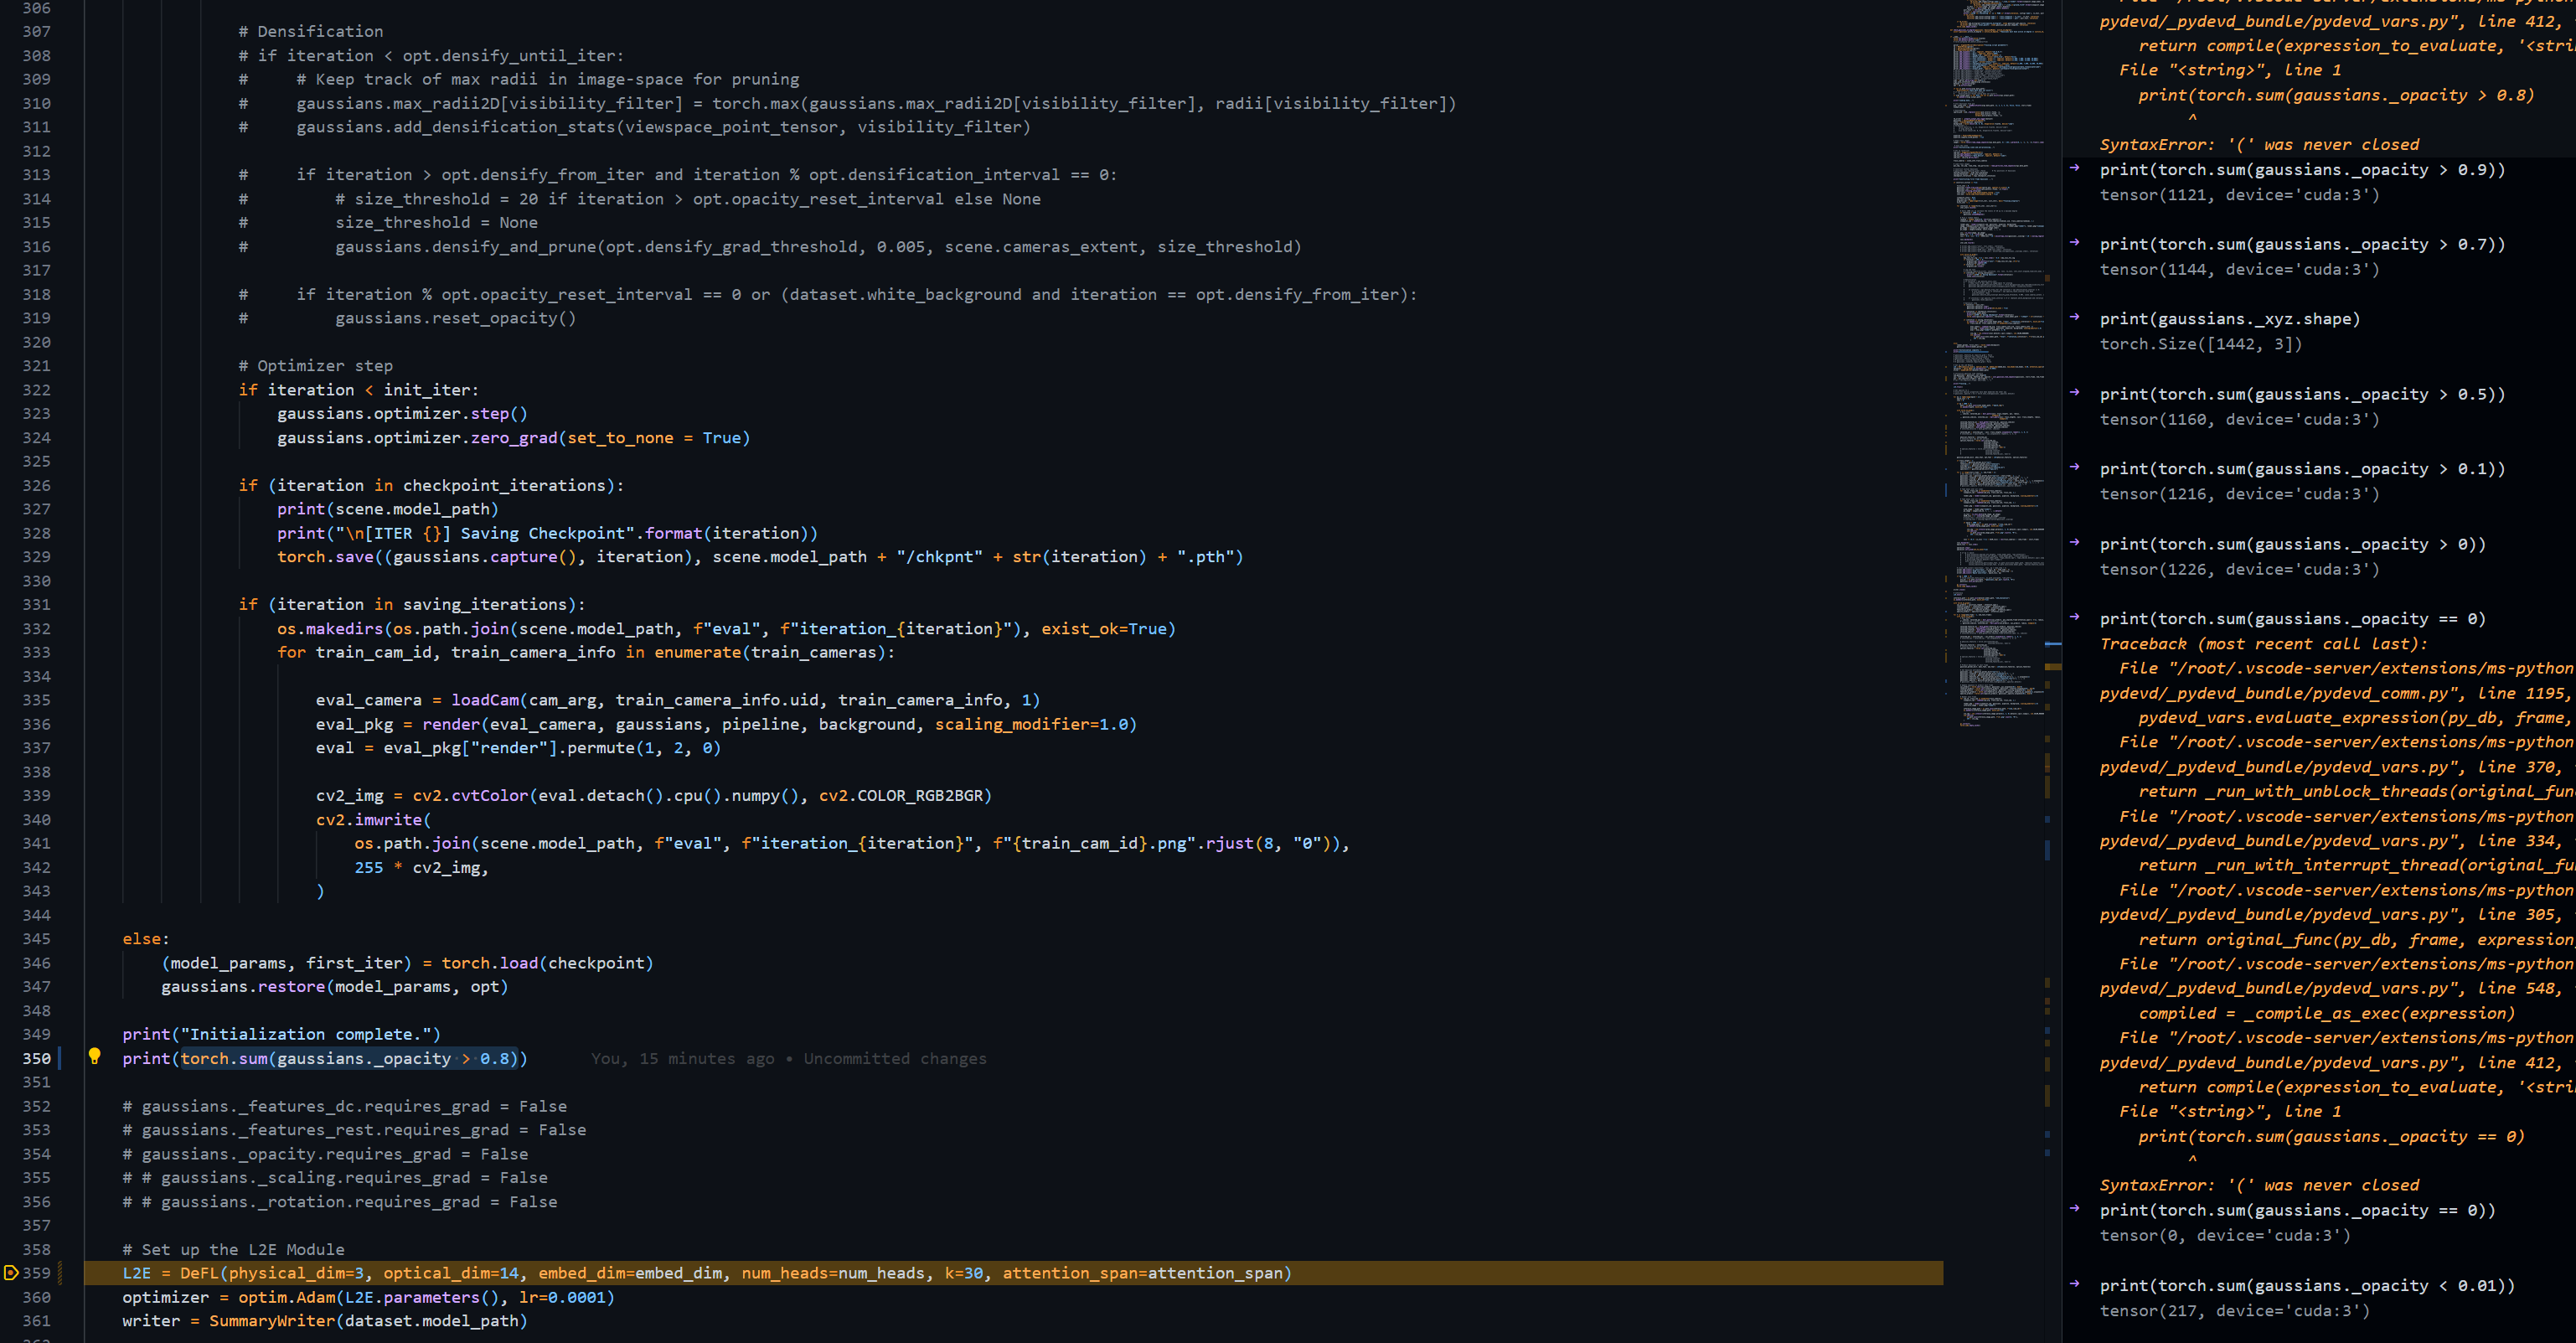 306
307 # Densification
308 # if iteration < opt.densify_until_iter:
309 #     # Keep track of max radii in image-space for pruning
310 #     gaussians.max_radii2D[visibility_filter] = torch.max(gaussians.max_radii2D[visibility_filter], radii[visibility_filter])
311 #     gaussians.add_densification_stats(viewspace_point_tensor, visibility_filter)
312
313 #     if iteration > opt.densify_from_iter and iteration % opt.densification_interval == 0:
314 #         # size_threshold = 20 if iteration > opt.opacity_reset_interval else None
315 #         size_threshold = None
316 #         gaussians.densify_and_prune(opt.densify_grad_threshold, 0.005, scene.cameras_extent, size_threshold)
317
318 #     if iteration % opt.opacity_reset_interval == 0 or (dataset.white_background and iteration == opt.densify_from_iter):
319 #         gaussians.reset_opacity()
320
321 # Optimizer step
322 if iteration < init_iter:
323     gaussians.optimizer.step()
324     gaussians.optimizer.zero_grad(set_to_none = True)
325
326 if (iteration in checkpoint_iterations):
327     print(scene.model_path)
328     print("\n[ITER {}] Saving Checkpoint".format(iteration))
329     torch.save((gaussians.capture(), iteration), scene.model_path + "/chkpnt" + str(iteration) + ".pth")
330
331 if (iteration in saving_iterations):
332     os.makedirs(os.path.join(scene.model_path, f"eval", f"iteration_{iteration}"), exist_ok=True)
333     for train_cam_id, train_camera_info in enumerate(train_cameras):
334
335         eval_camera = loadCam(cam_arg, train_camera_info.uid, train_camera_info, 1)
336         eval_pkg = render(eval_camera, gaussians, pipeline, background, scaling_modifier=1.0)
337         eval = eval_pkg["render"].permute(1, 2, 0)
338
339         cv2_img = cv2.cvtColor(eval.detach().cpu().numpy(), cv2.COLOR_RGB2BGR)
340         cv2.imwrite(
341             os.path.join(scene.model_path, f"eval", f"iteration_{iteration}", f"{train_cam_id}.png".rjust(8, "0")),
342             255 * cv2_img,
343         )
344
345 else:
346     (model_params, first_iter) = torch.load(checkpoint)
347     gaussians.restore(model_params, opt)
348
349 print("Initialization complete.")
350 print(torch.sum(gaussians._opacity > 0.8)) You, 15 minutes ago • Uncommitted changes
351
352 # gaussians._features_dc.requires_grad = False
353 # gaussians._features_rest.requires_grad = False
354 # gaussians._opacity.requires_grad = False
355 # # gaussians._scaling.requires_grad = False
356 # # gaussians._rotation.requires_grad = False
357
358 # Set up the L2E Module
359 L2E = DeFL(physical_dim=3, optical_dim=14, embed_dim=embed_dim, num_heads=num_heads, k=30, attention_span=attention_span)
360 optimizer = optim.Adam(L2E.parameters(), lr=0.0001)
361 writer = SummaryWriter(dataset.model_path)
pydevd/_pydevd_bundle/pydevd_vars.py", line 412,
return compile(expression_to_evaluate, '<strin
File "<string>", line 1
print(torch.sum(gaussians._opacity > 0.8)
^
SyntaxError: '(' was never closed
→ print(torch.sum(gaussians._opacity > 0.9))
tensor(1121, device='cuda:3')
→ print(torch.sum(gaussians._opacity > 0.7))
tensor(1144, device='cuda:3')
→ print(gaussians._xyz.shape)
torch.Size([1442, 3])
→ print(torch.sum(gaussians._opacity > 0.5))
tensor(1160, device='cuda:3')
→ print(torch.sum(gaussians._opacity > 0.1))
tensor(1216, device='cuda:3')
→ print(torch.sum(gaussians._opacity > 0))
tensor(1226, device='cuda:3')
→ print(torch.sum(gaussians._opacity == 0)
Traceback (most recent call last):
File "/root/.vscode-server/extensions/ms-python
pydevd/_pydevd_bundle/pydevd_comm.py", line 1195,
pydevd_vars.evaluate_expression(py_db, frame,
File "/root/.vscode-server/extensions/ms-python
pydevd/_pydevd_bundle/pydevd_vars.py", line 370,
return _run_with_unblock_threads(original_fun
File "/root/.vscode-server/extensions/ms-python
pydevd/_pydevd_bundle/pydevd_vars.py", line 334,
return _run_with_interrupt_thread(original_fu
File "/root/.vscode-server/extensions/ms-python
pydevd/_pydevd_bundle/pydevd_vars.py", line 305,
return original_func(py_db, frame, expression
File "/root/.vscode-server/extensions/ms-python
pydevd/_pydevd_bundle/pydevd_vars.py", line 548,
compiled = _compile_as_exec(expression)
File "/root/.vscode-server/extensions/ms-python
pydevd/_pydevd_bundle/pydevd_vars.py", line 412,
return compile(expression_to_evaluate, '<stri
File "<string>", line 1
print(torch.sum(gaussians._opacity == 0)
^
SyntaxError: '(' was never closed
→ print(torch.sum(gaussians._opacity == 0))
tensor(0, device='cuda:3')
→ print(torch.sum(gaussians._opacity < 0.01))
tensor(217, device='cuda:3')